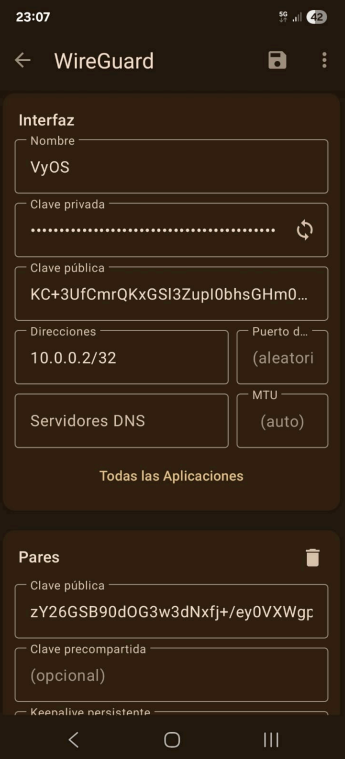 23:07
5G
42
WireGuard
Interfaz
Nombre
VyOS
Clave privada
Clave pública
KC+3UfCmrQKxGSl3ZupI0bhsGHm0...
Direcciones
10.0.0.2/32
Puerto d...
(aleatori
Servidores DNS
MTU
(auto)
Todas las Aplicaciones
Pares
Clave pública
zY26GSB90dOG3w3dNxfj+/ey0VXWgp
Clave precompartida
(opcional)
Keepalive persistente